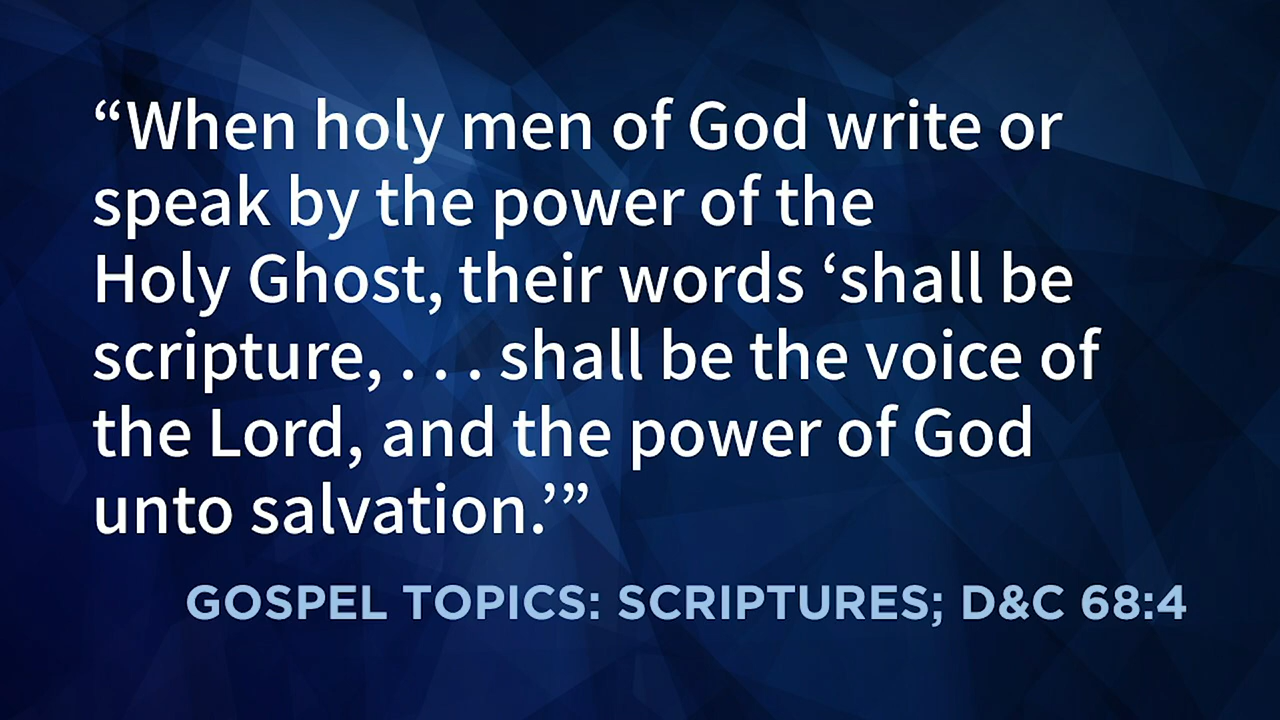 “When holy men of God write or
speak by the power of the
Holy Ghost, their words ‘shall be
scripture, . . . shall be the voice of
the Lord, and the power of God
unto salvation.’”
GOSPEL TOPICS: SCRIPTURES; D&C 68:4